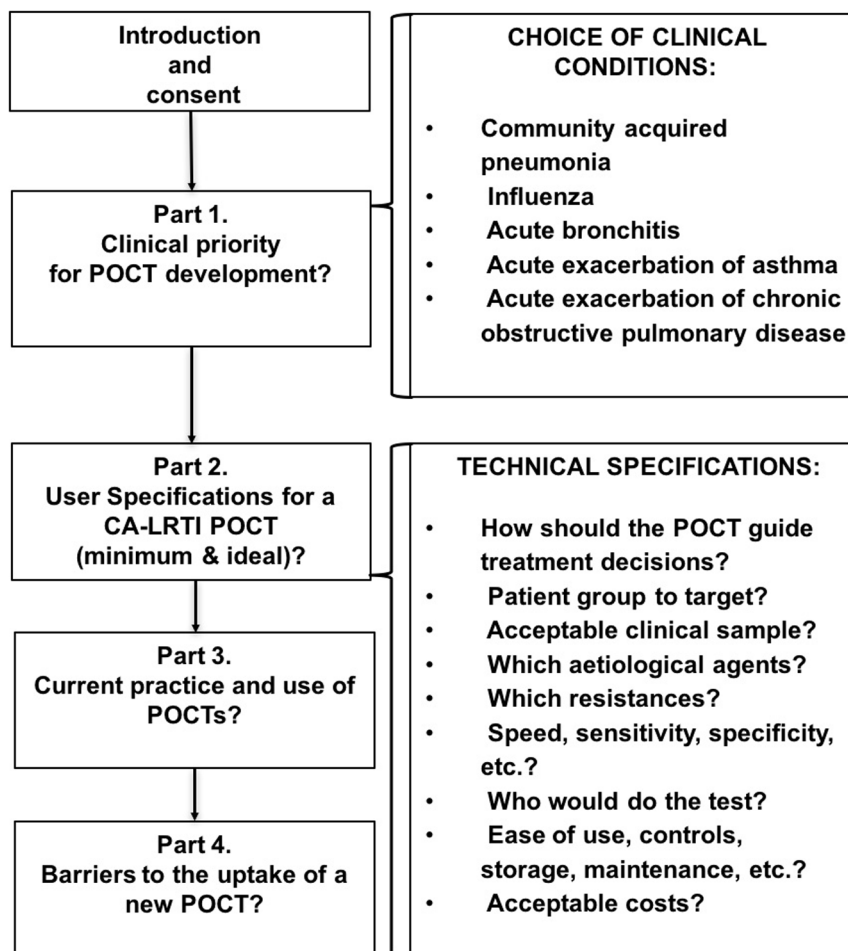 Introduction
and
consent
Part 1.
Clinical priority
for POCT development?
CHOICE OF CLINICAL
CONDITIONS:
• Community acquired
pneumonia
• Influenza
• Acute bronchitis
• Acute exacerbation of asthma
• Acute exacerbation of chronic
obstructive pulmonary disease
Part 2.
User Specifications for a
CA-LRTI POCT
(minimum & ideal)?
TECHNICAL SPECIFICATIONS:
• How should the POCT guide
treatment decisions?
• Patient group to target?
• Acceptable clinical sample?
• Which aetiological agents?
• Which resistances?
• Speed, sensitivity, specificity,
etc.?
• Who would do the test?
• Ease of use, controls,
storage, maintenance, etc.?
• Acceptable costs?
Part 3.
Current practice and use of
POCTs?
Part 4.
Barriers to the uptake of a
new POCT?